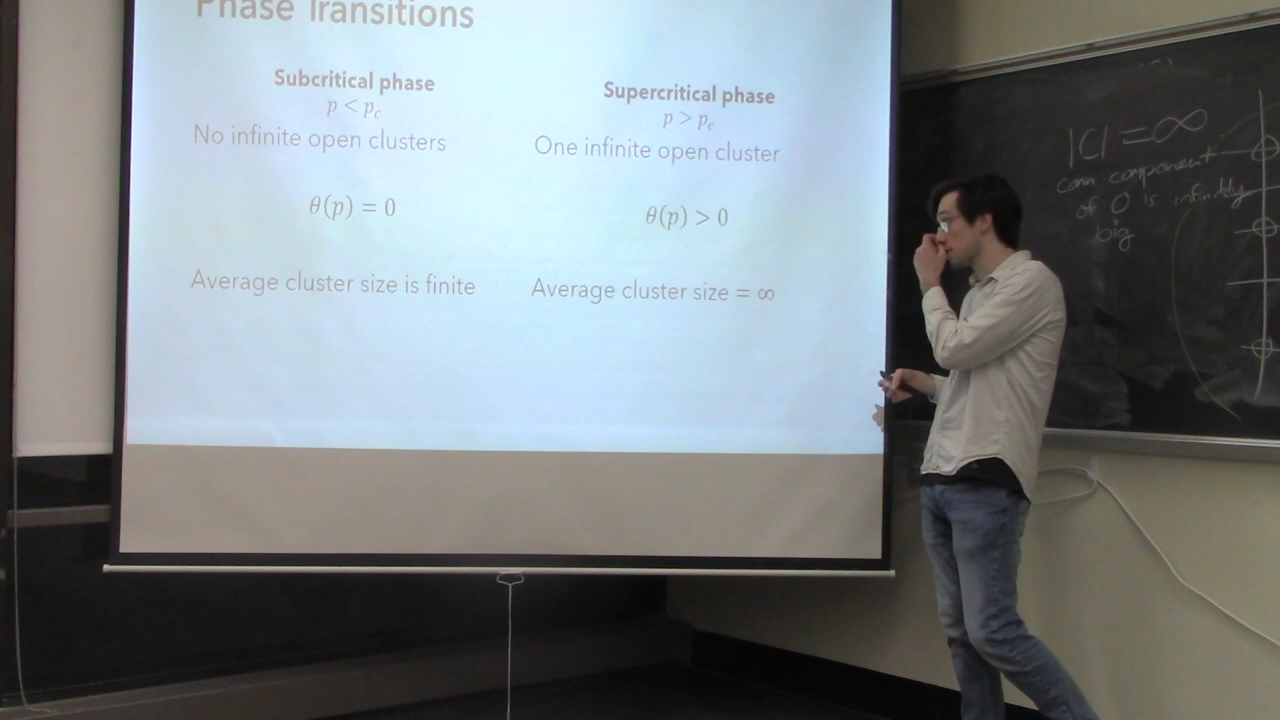 Phase Transitions
Subcritical phase
p < p_c
No infinite open clusters
θ(p) = 0
Average cluster size is finite
Supercritical phase
p > p_c
One infinite open cluster
θ(p) > 0
Average cluster size = ∞
|C| = ∞
conn component
of 0 is infinitely
big